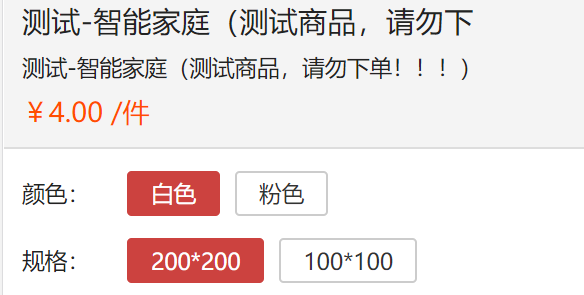 测试-智能家庭（测试商品，请勿下
测试-智能家庭（测试商品，请勿下单！！！）
￥4.00 /件
颜色： 白色 粉色
规格： 200*200 100*100